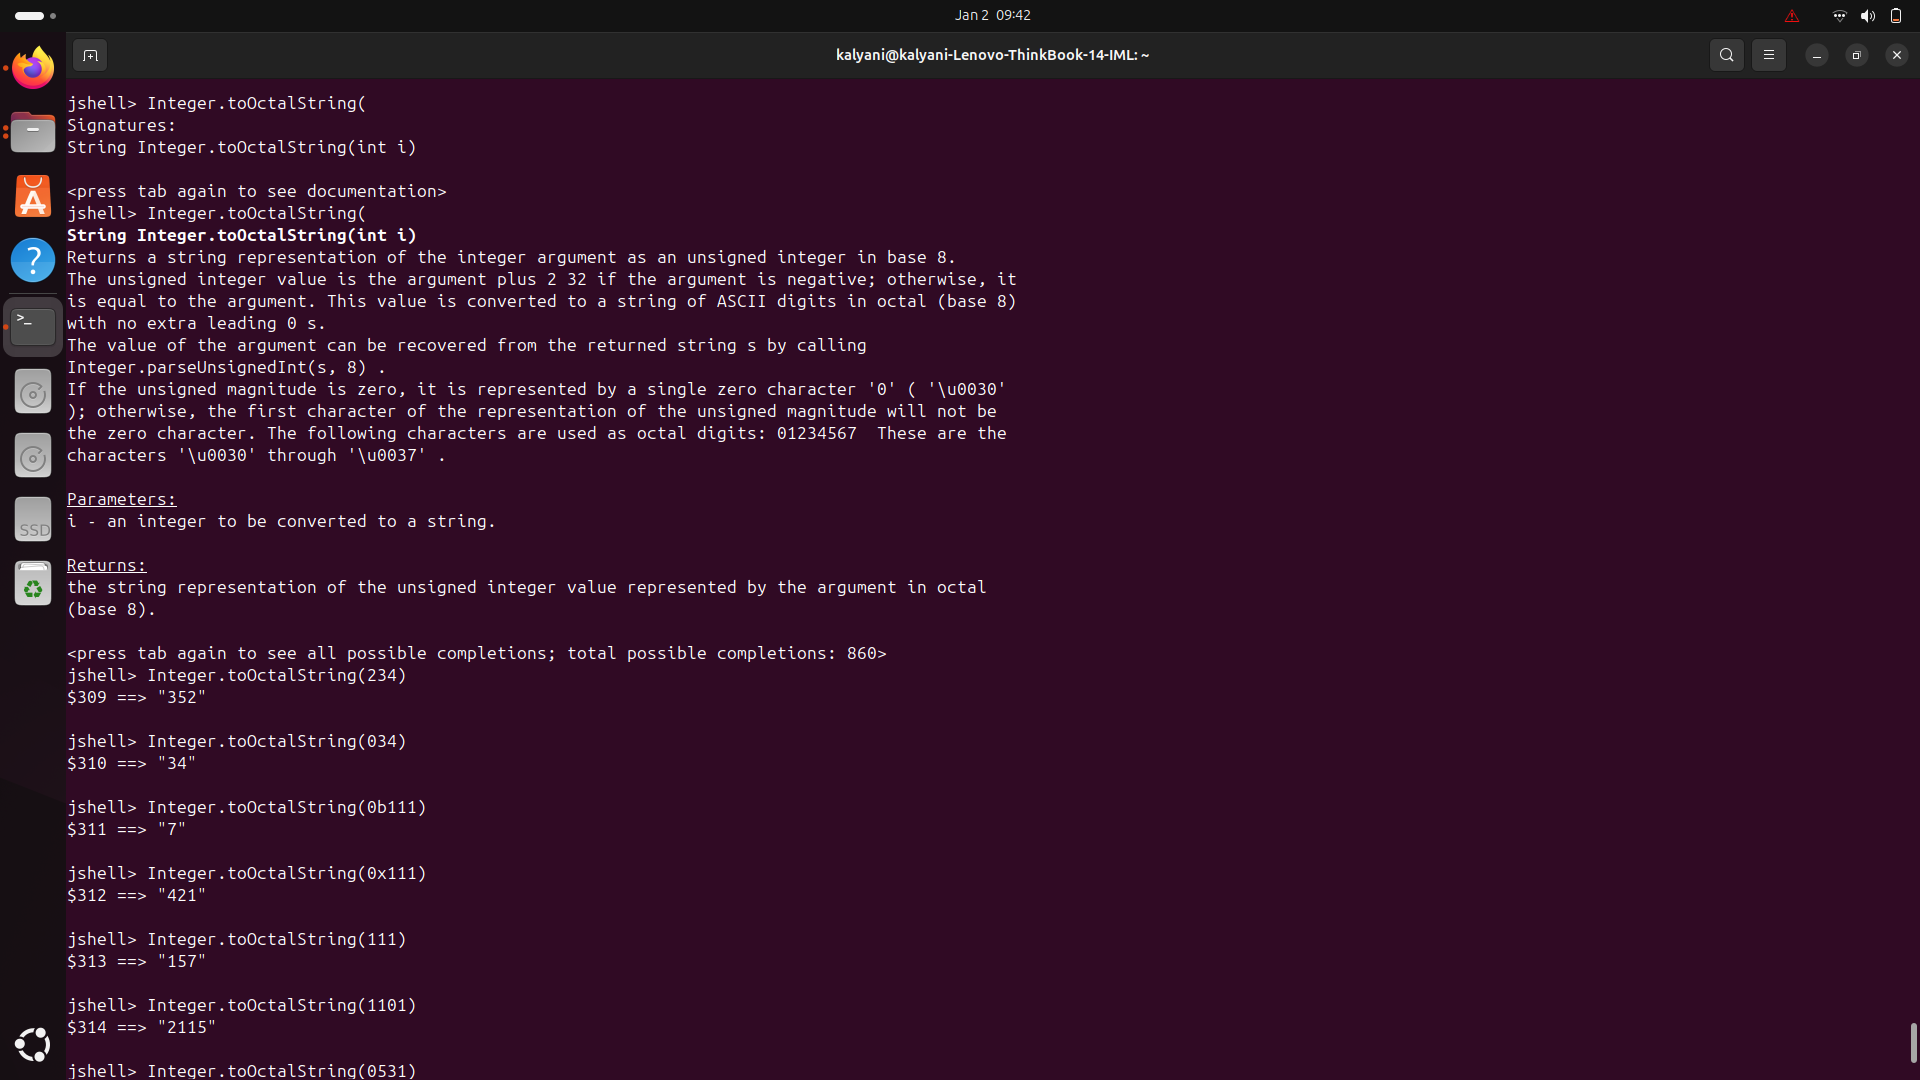 Jan 2 09:42
kalyani@kalyani-Lenovo-ThinkBook-14-IML: ~
jshell> Integer.toOctalString(
Signatures:
String Integer.toOctalString(int i)
<press tab again to see documentation>
jshell> Integer.toOctalString(
String Integer.toOctalString(int i)
Returns a string representation of the integer argument as an unsigned integer in base 8.
The unsigned integer value is the argument plus 2 32 if the argument is negative; otherwise, it
is equal to the argument. This value is converted to a string of ASCII digits in octal (base 8)
with no extra leading 0 s.
The value of the argument can be recovered from the returned string s by calling
Integer.parseUnsignedInt(s, 8) .
If the unsigned magnitude is zero, it is represented by a single zero character '0' ( '\u0030'
); otherwise, the first character of the representation of the unsigned magnitude will not be
the zero character. The following characters are used as octal digits: 01234567  These are the
characters '\u0030' through '\u0037' .
Parameters:
i - an integer to be converted to a string.
Returns:
the string representation of the unsigned integer value represented by the argument in octal
(base 8).
<press tab again to see all possible completions; total possible completions: 860>
jshell> Integer.toOctalString(234)
$309 ==> "352"
jshell> Integer.toOctalString(034)
$310 ==> "34"
jshell> Integer.toOctalString(0b111)
$311 ==> "7"
jshell> Integer.toOctalString(0x111)
$312 ==> "421"
jshell> Integer.toOctalString(111)
$313 ==> "157"
jshell> Integer.toOctalString(1101)
$314 ==> "2115"
jshell> Integer.toOctalString(0531)
SSD